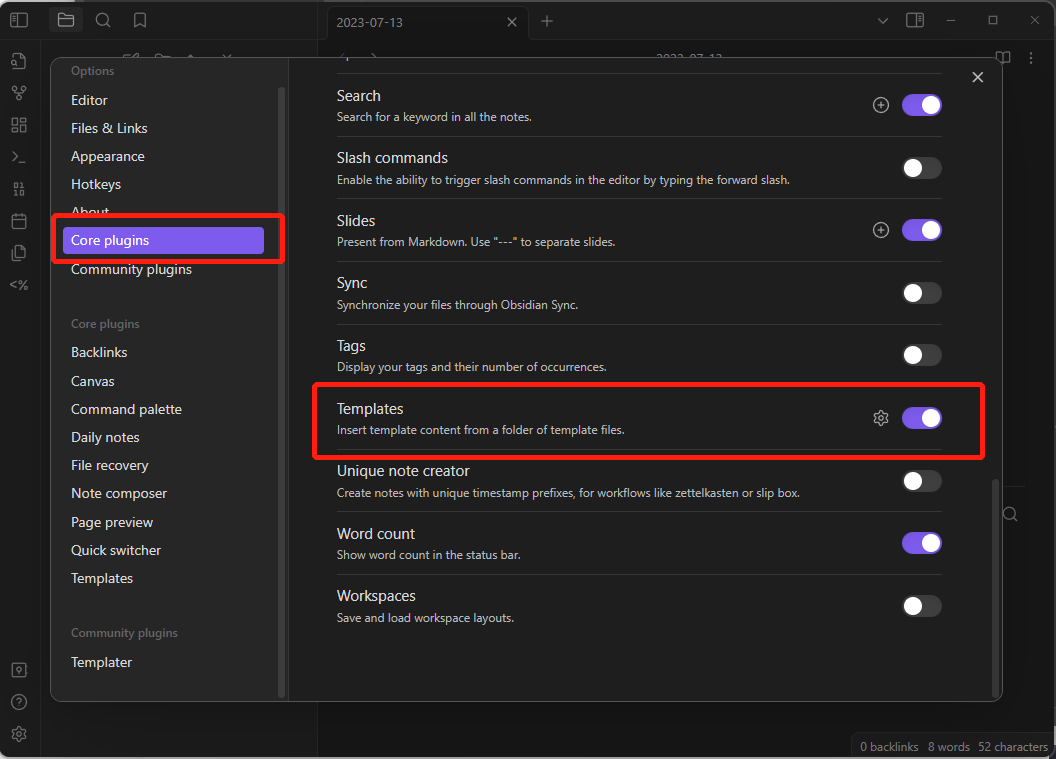 2023-07-13
2023-07-13
Options
Editor
Files & Links
Appearance
Hotkeys
About
Core plugins
Community plugins
Core plugins
Backlinks
Canvas
Command palette
Daily notes
File recovery
Note composer
Page preview
Quick switcher
Templates
Community plugins
Templater
Search
Search for a keyword in all the notes.
Slash commands
Enable the ability to trigger slash commands in the editor by typing the forward slash.
Slides
Present from Markdown. Use "---" to separate slides.
Sync
Synchronize your files through Obsidian Sync.
Tags
Display your tags and their number of occurrences.
Templates
Insert template content from a folder of template files.
Unique note creator
Create notes with unique timestamp prefixes, for workflows like zettelkasten or slip box.
Word count
Show word count in the status bar.
Workspaces
Save and load workspace layouts.
0 backlinks 8 words 52 characters